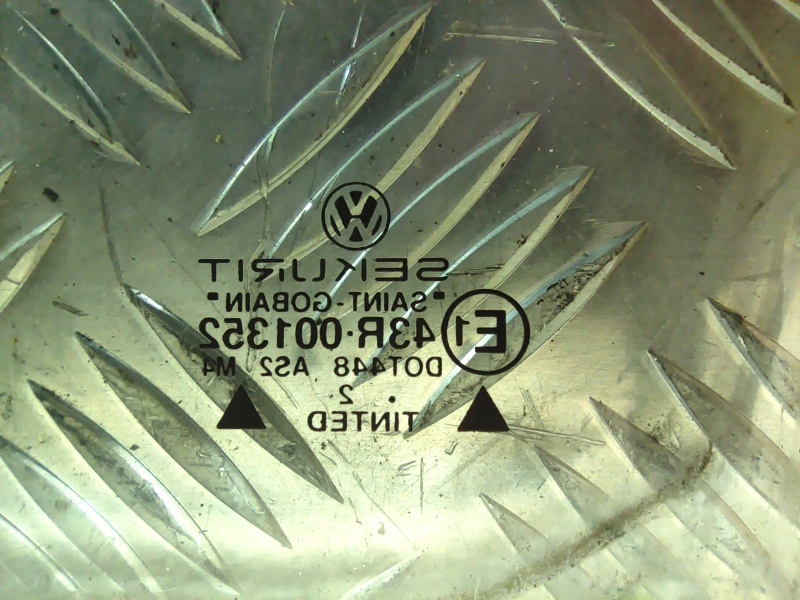 SEKURIT
"SAINT-GOBAIN"
E1 43R-001352
DOT448 AS2 M4
. 2
TINTED